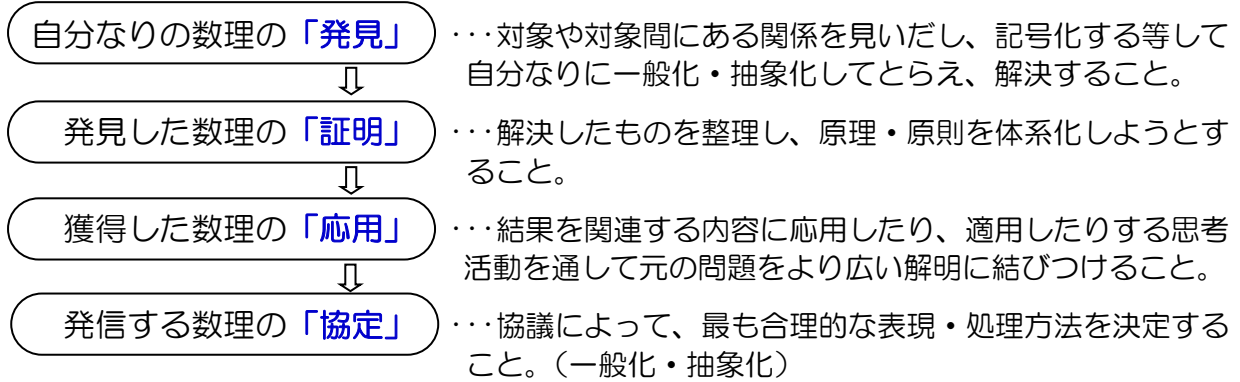 自分なりの数理の「発見」 ･･･対象や対象間にある関係を見いだし、記号化する等して
自分なりに一般化・抽象化してとらえ、解決すること。
⇩
発見した数理の「証明」 ･･･解決したものを整理し、原理・原則を体系化しようとす
ること。
⇩
獲得した数理の「応用」 ･･･結果を関連する内容に応用したり、適用したりする思考
活動を通して元の問題をより広い解明に結びつけること。
⇩
発信する数理の「協定」 ･･･協議によって、最も合理的な表現・処理方法を決定する
こと。（一般化・抽象化）